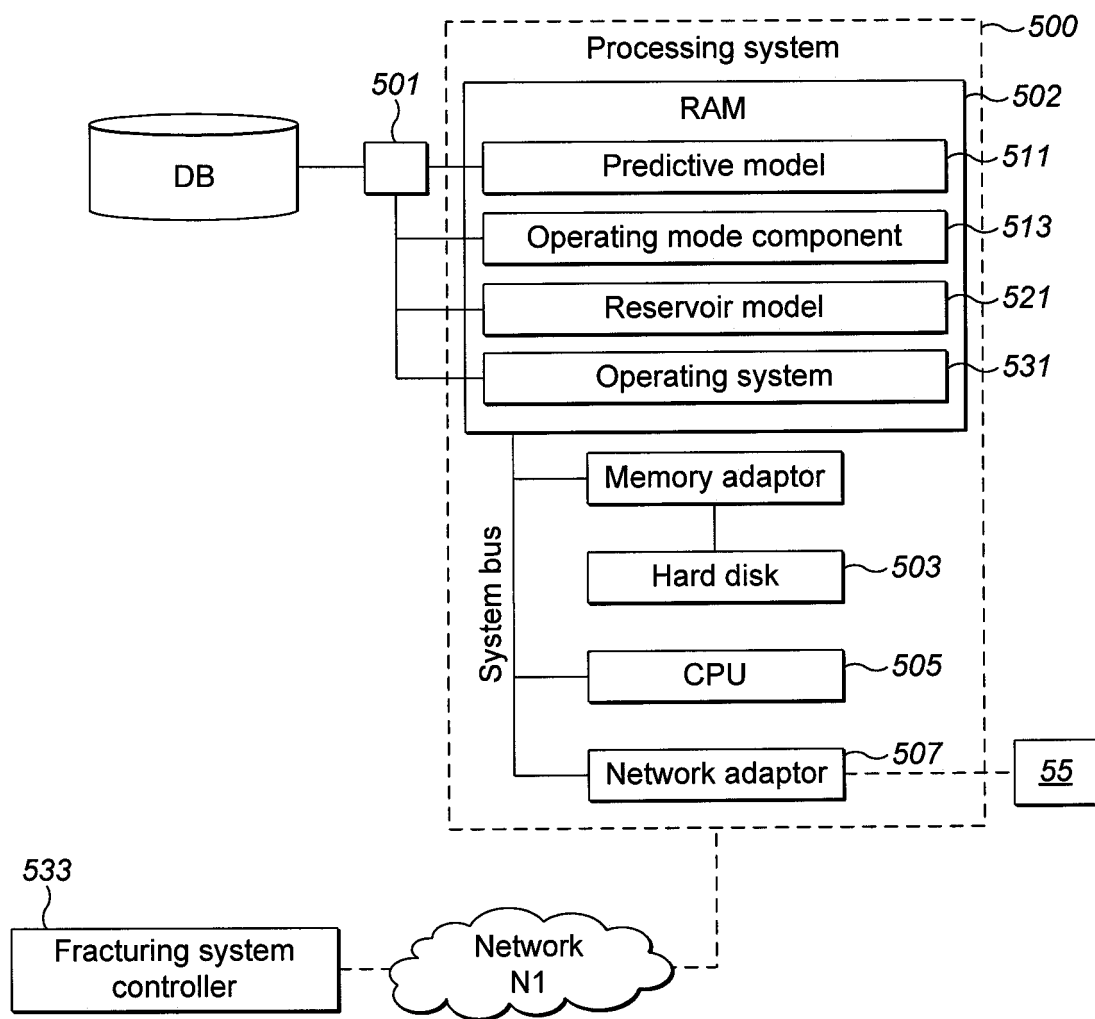 500
Processing system
501
502
RAM
DB
Predictive model
511
Operating mode component
513
Reservoir model
521
Operating system
531
System bus
Memory adaptor
Hard disk
503
CPU
505
507
Network adaptor
55
533
Fracturing system
controller
Network
N1